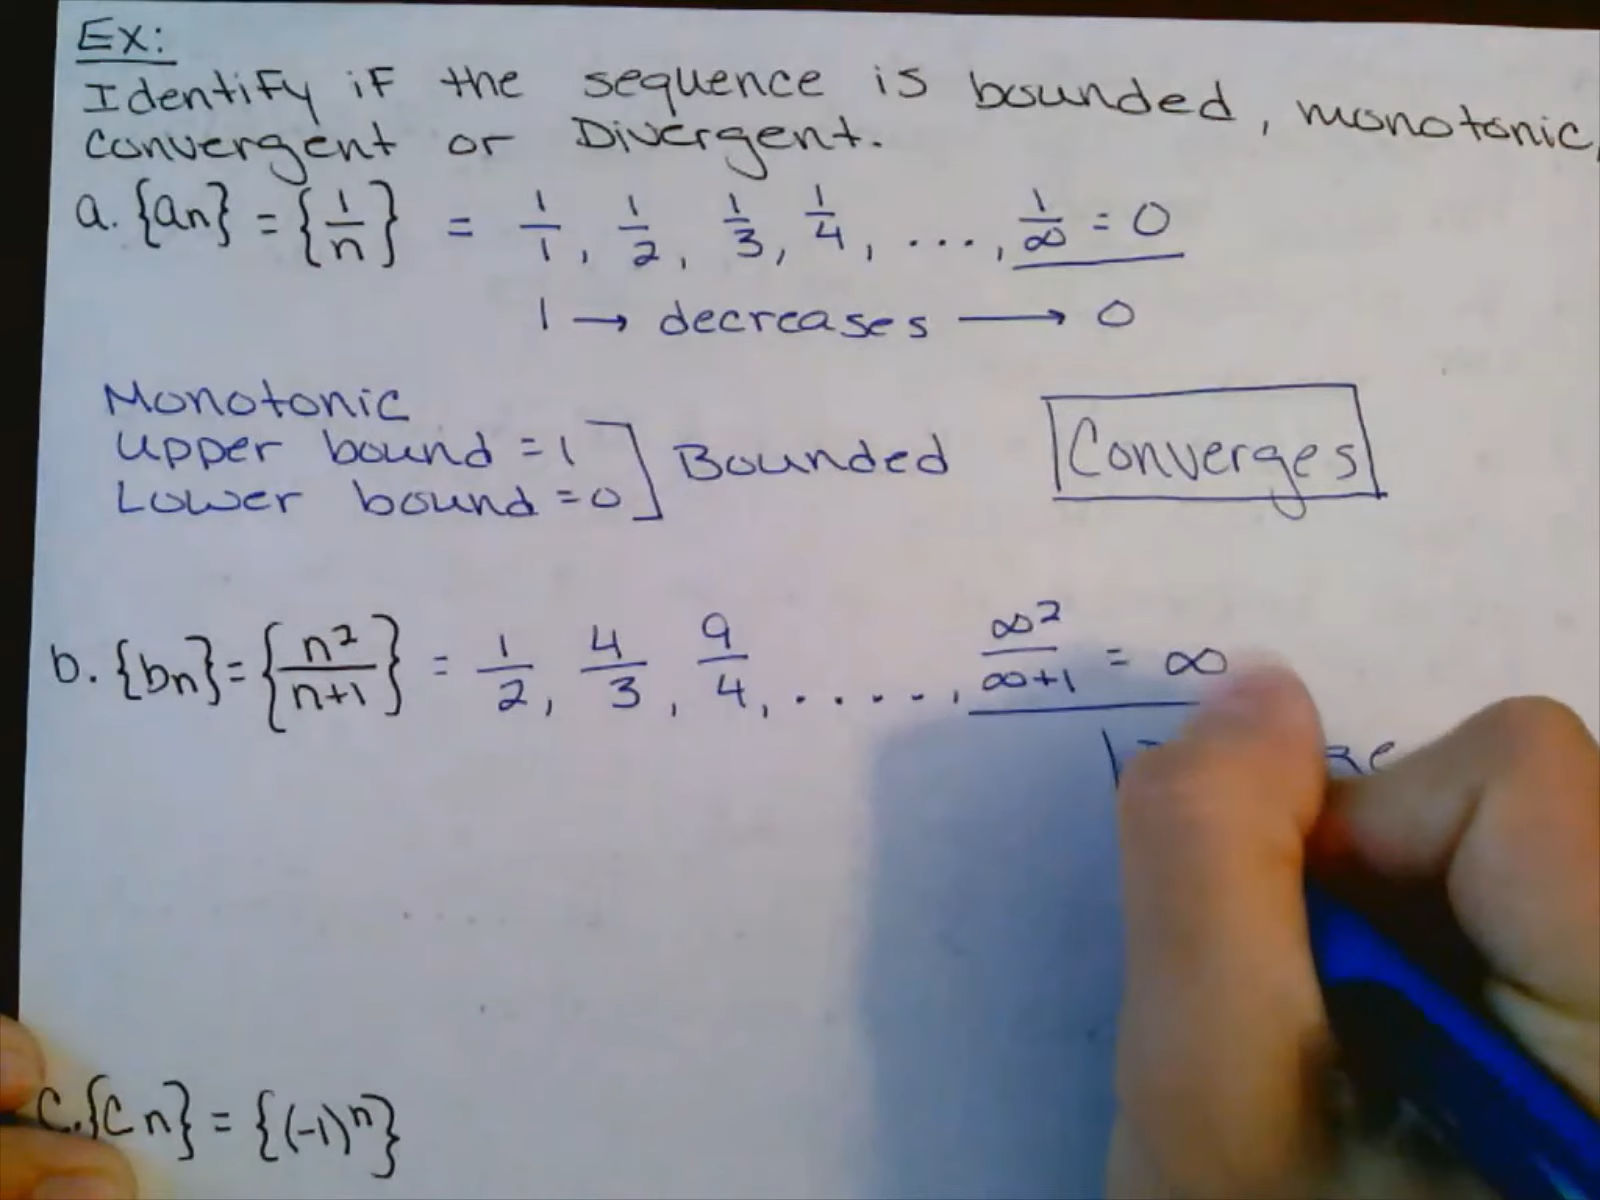 Ex:
Identify if the sequence is bounded, monotonic,
convergent or Divergent.
a. {an} = {1/n} = 1/1, 1/2, 1/3, 1/4, ..., 1/∞ = 0
1 → decreases → 0
Monotonic
Upper bound = 1 ] Bounded
Lower bound = 0
Converges
b. {bn} = {n²/(n+1)} = 1/2, 4/3, 9/4, ....., ∞²/(∞+1) = ∞
c. {cn} = {(-1)ⁿ}